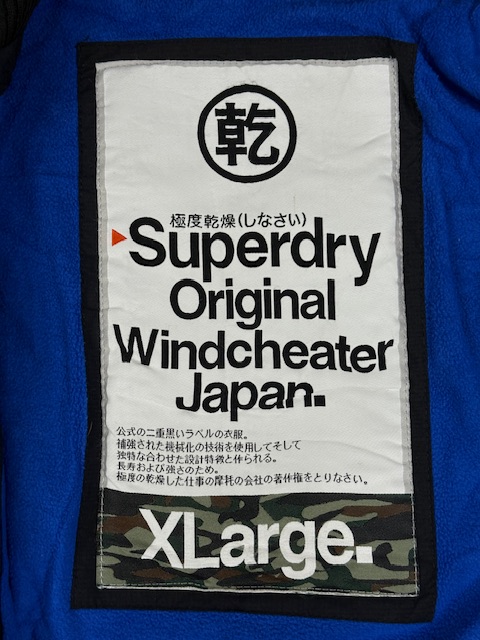 乾
極度乾燥(しなさい)
Superdry
Original
Windcheater
Japan.
公式の二重黒いラベルの衣服。
補強された機械化の技術を使用してそして
独特な合わせた設計特徴と作られる。
長寿および強さのため。
極度の乾燥した仕事の摩耗の会社の著作権をとりなさい。
XLarge.